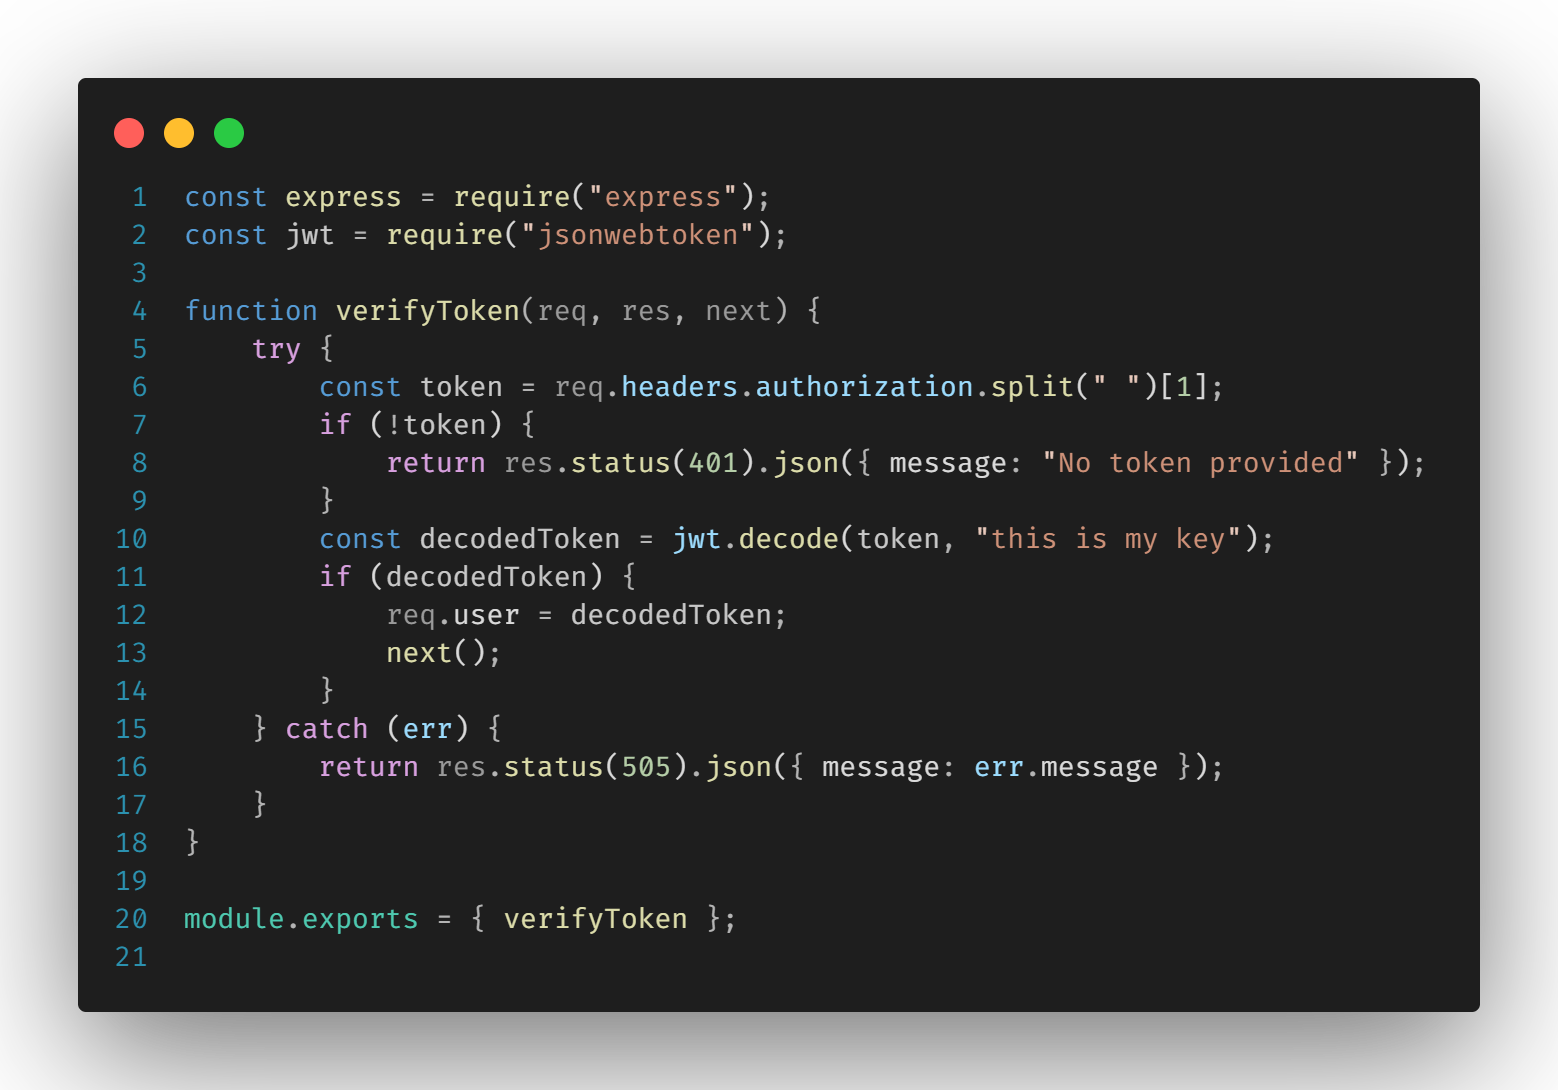 1 const express = require("express");
2 const jwt = require("jsonwebtoken");
3
4 function verifyToken(req, res, next) {
5     try {
6         const token = req.headers.authorization.split(" ")[1];
7         if (!token) {
8             return res.status(401).json({ message: "No token provided" });
9         }
10         const decodedToken = jwt.decode(token, "this is my key");
11         if (decodedToken) {
12             req.user = decodedToken;
13             next();
14         }
15     } catch (err) {
16         return res.status(505).json({ message: err.message });
17     }
18 }
19
20 module.exports = { verifyToken };
21